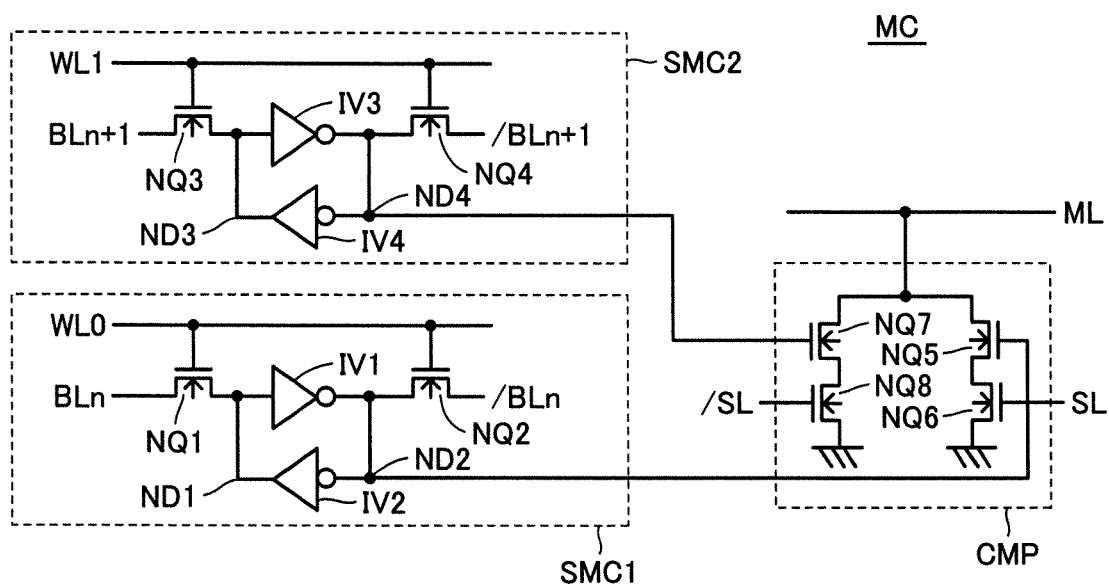 MC
WL1
SMC2
IV3
BLn+1
/BLn+1
NQ3
NQ4
ND4
ND3
IV4
ML
WL0
NQ7
IV1
NQ5
BLn
/BLn
NQ8
/SL
SL
NQ1
NQ2
NQ6
ND2
ND1
IV2
CMP
SMC1